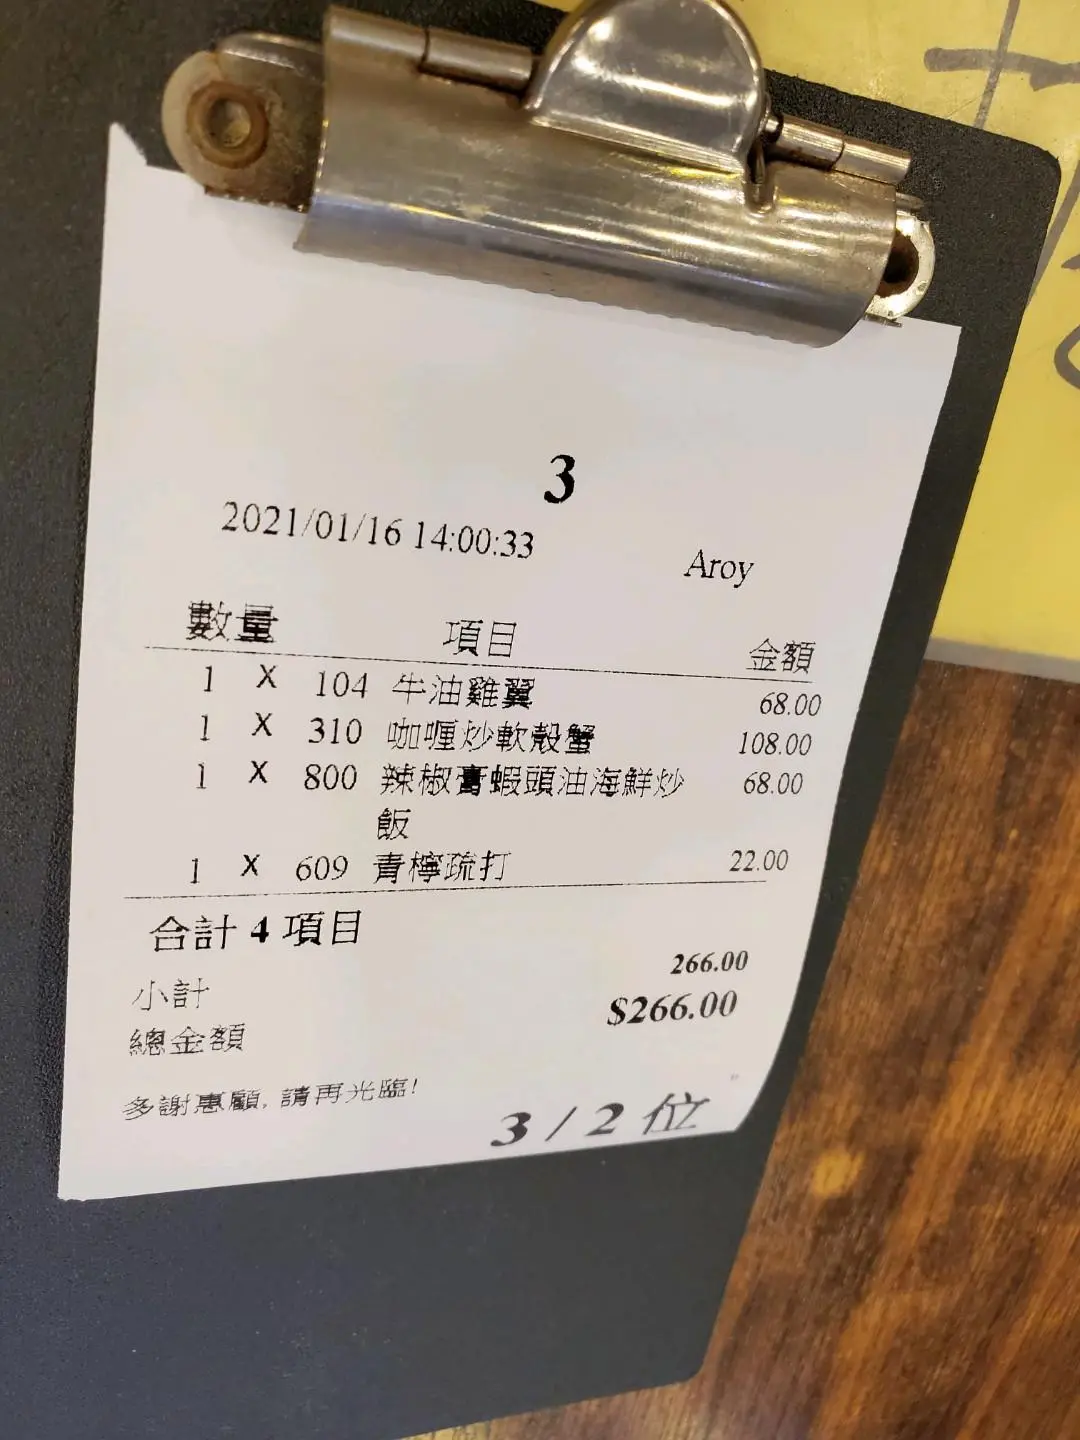 3
2021/01/16 14:00:33 Aroy
數量 項目 金額
1 X 104 牛油雞翼 68.00
1 X 310 咖喱炒軟殼蟹 108.00
1 X 800 辣椒膏蝦頭油海鮮炒 68.00
飯
1 X 609 青檸疏打 22.00
合計 4 項目
小計 266.00
總金額 $266.00
多謝惠顧, 請再光臨!
3 / 2 位